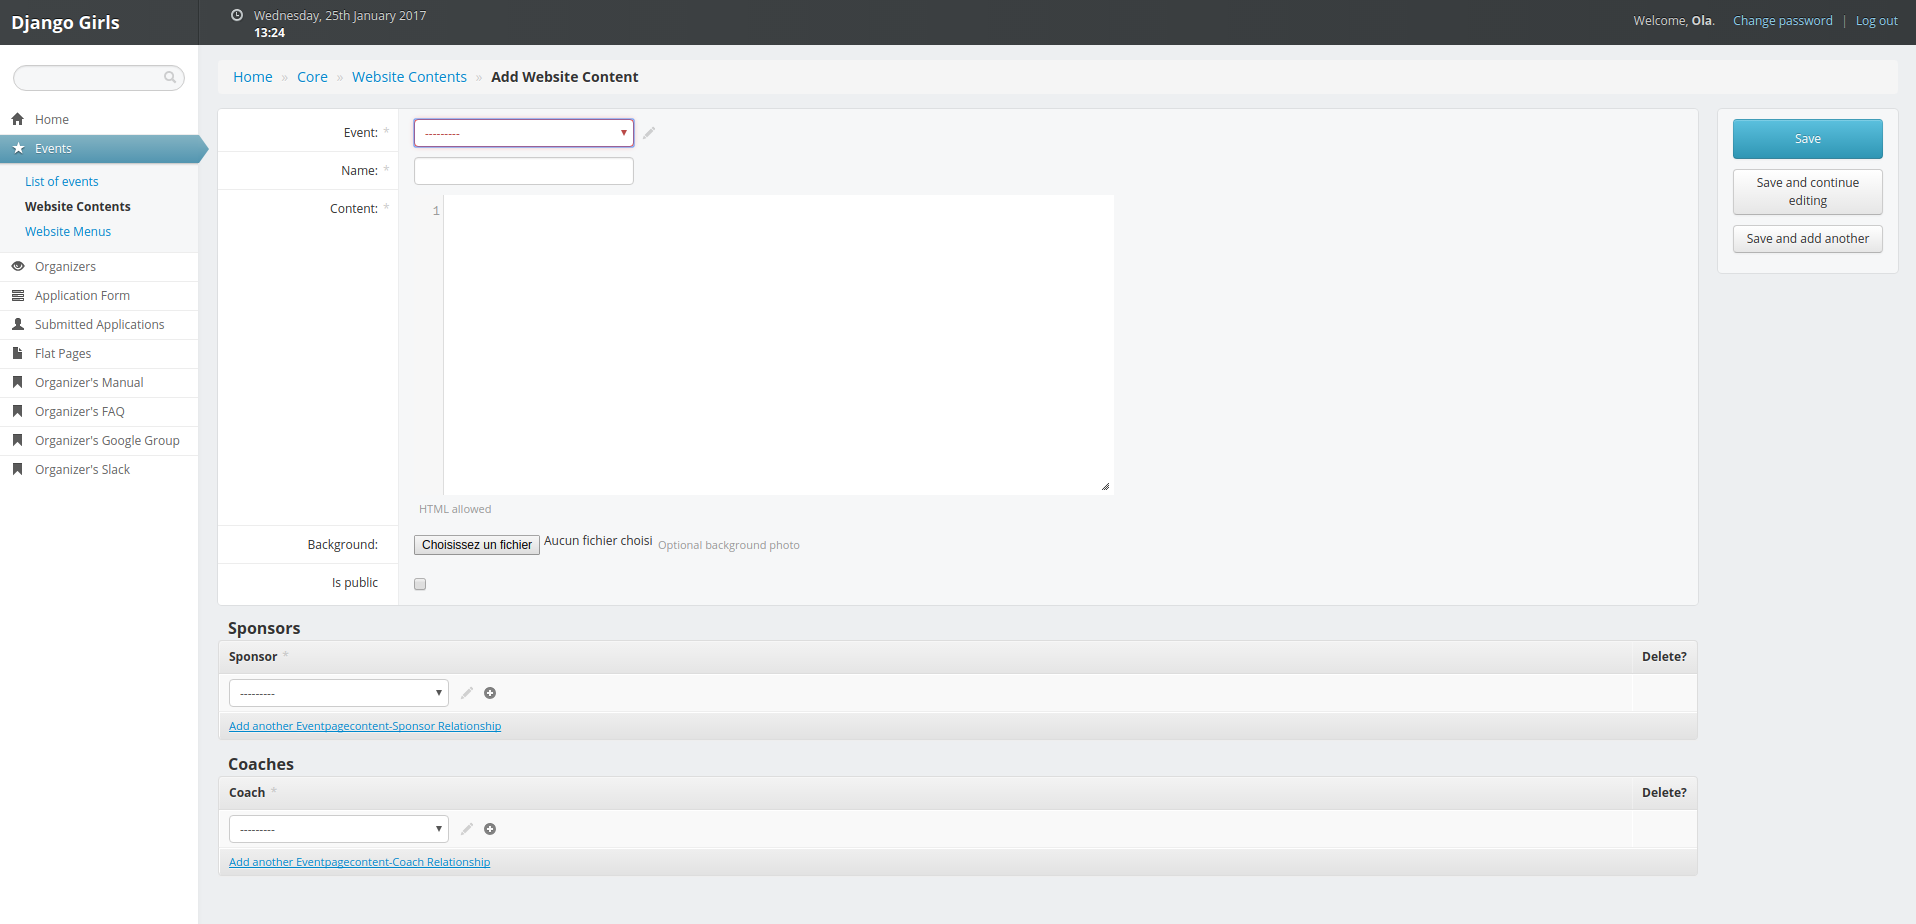 Django Girls
Wednesday, 25th January 2017
13:24
Welcome, Ola. Change password | Log out
Home » Core » Website Contents » Add Website Content
Home
Events
List of events
Website Contents
Website Menus
Organizers
Application Form
Submitted Applications
Flat Pages
Organizer's Manual
Organizer's FAQ
Organizer's Google Group
Organizer's Slack
Event: * ---------
Name: *
Content: * 1
HTML allowed
Background: Choisissez un fichier Aucun fichier choisi Optional background photo
Is public
Sponsors
Sponsor * Delete?
---------
Add another Eventpagecontent-Sponsor Relationship
Coaches
Coach * Delete?
---------
Add another Eventpagecontent-Coach Relationship
Save
Save and continue
editing
Save and add another